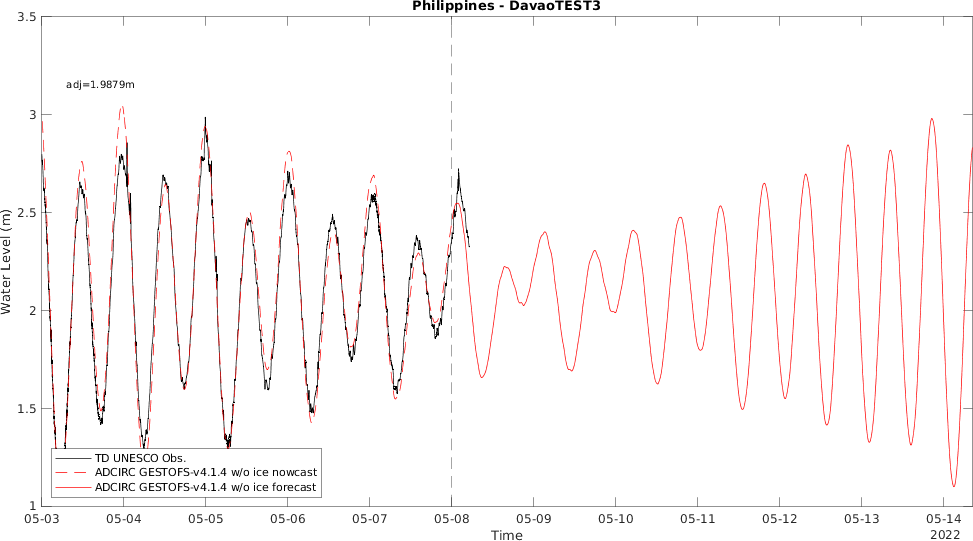 Philippines - DavaoTEST3
3.5
adj=1.9879m
3
2.5
Water Level (m)
2
1.5
TD UNESCO Obs.
ADCIRC GESTOFS-v4.1.4 w/o ice nowcast
ADCIRC GESTOFS-v4.1.4 w/o ice forecast
1
05-03 05-04 05-05 05-06 05-07 05-08 05-09 05-10 05-11 05-12 05-13 05-14
Time
2022